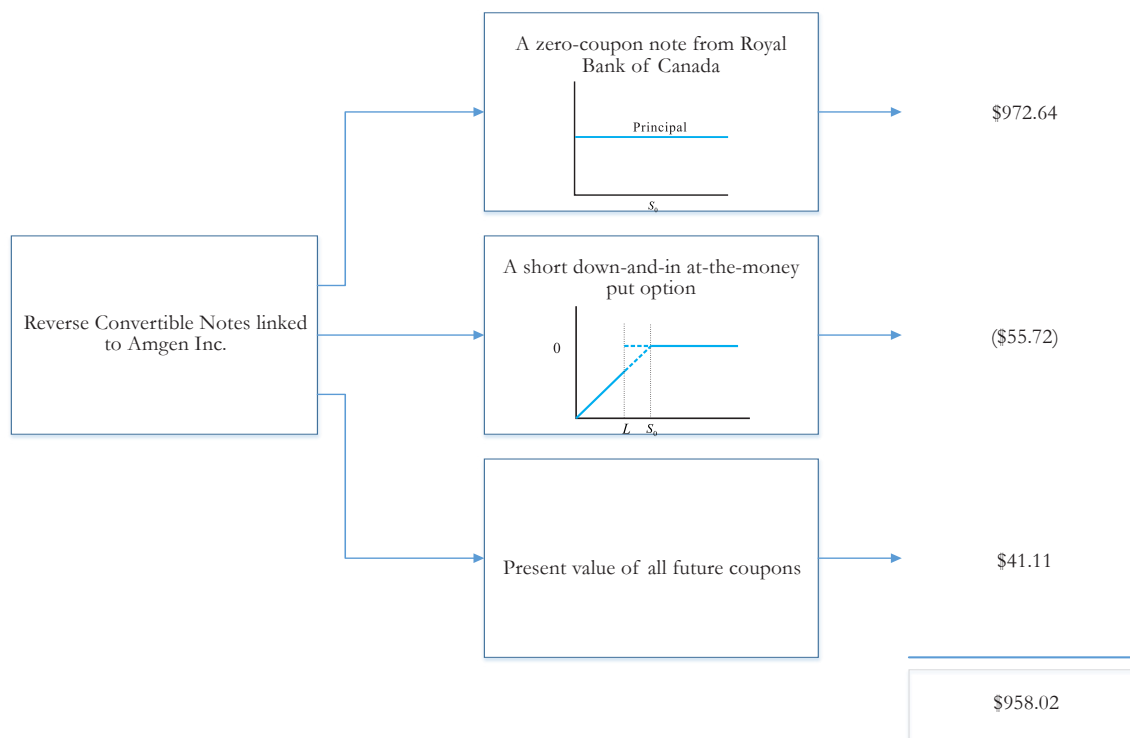 A zero-coupon note from Royal
Bank of Canada
Principal
S₀
$972.64
Reverse Convertible Notes linked
to Amgen Inc.
A short down-and-in at-the-money
put option
0
L S₀
($55.72)
Present value of all future coupons
$41.11
$958.02